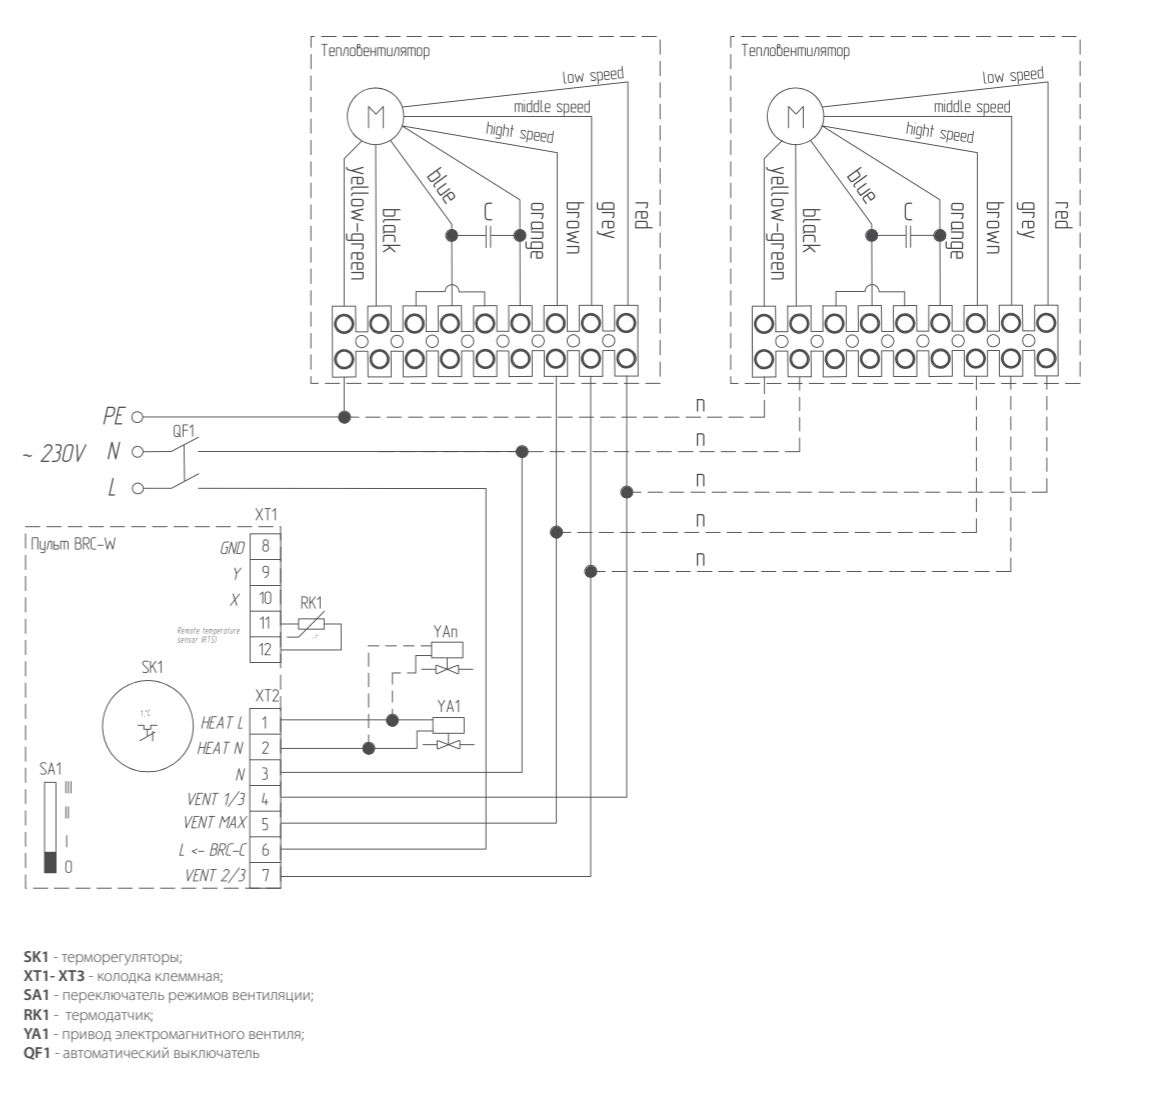 Тепловентилятор
low speed
middle speed
hight speed
M
yellow-green
black
blue
C
orange
brown
grey
red
Тепловентилятор
low speed
middle speed
hight speed
M
yellow-green
black
blue
C
orange
brown
grey
red
PE
n
QF1
~ 230V N
n
L
n
n
n
XT1
Пульт BRC-W
GND 8
Y 9
X 10
11
RK1
-t°
Remote temperature
sensor (RTS)
12
YAn
SK1
t,°C
XT2
YA1
HEAT L 1
HEAT N 2
N 3
SA1
III
II
I
0
VENT 1/3 4
VENT MAX 5
L <- BRC-C 6
VENT 2/3 7
SK1 - терморегуляторы;
XT1- XT3 - колодка клеммная;
SA1 - переключатель режимов вентиляции;
RK1 - термодатчик;
YA1 - привод электромагнитного вентиля;
QF1 - автоматический выключатель